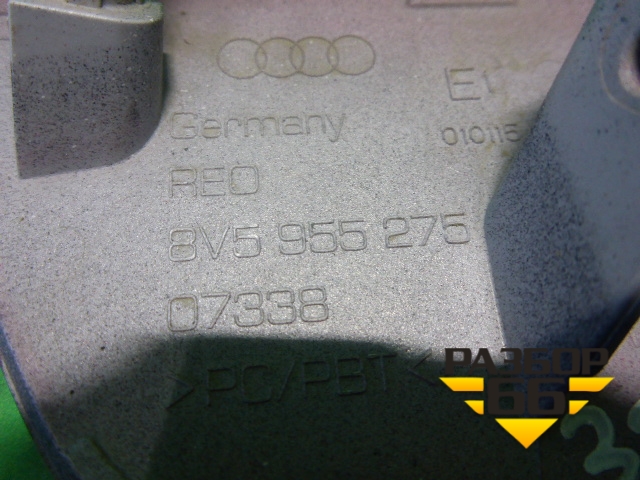 Germany
REO
8V5 955 275
07338
>PC/PBT<
E1
010115
РАЗБОР
66